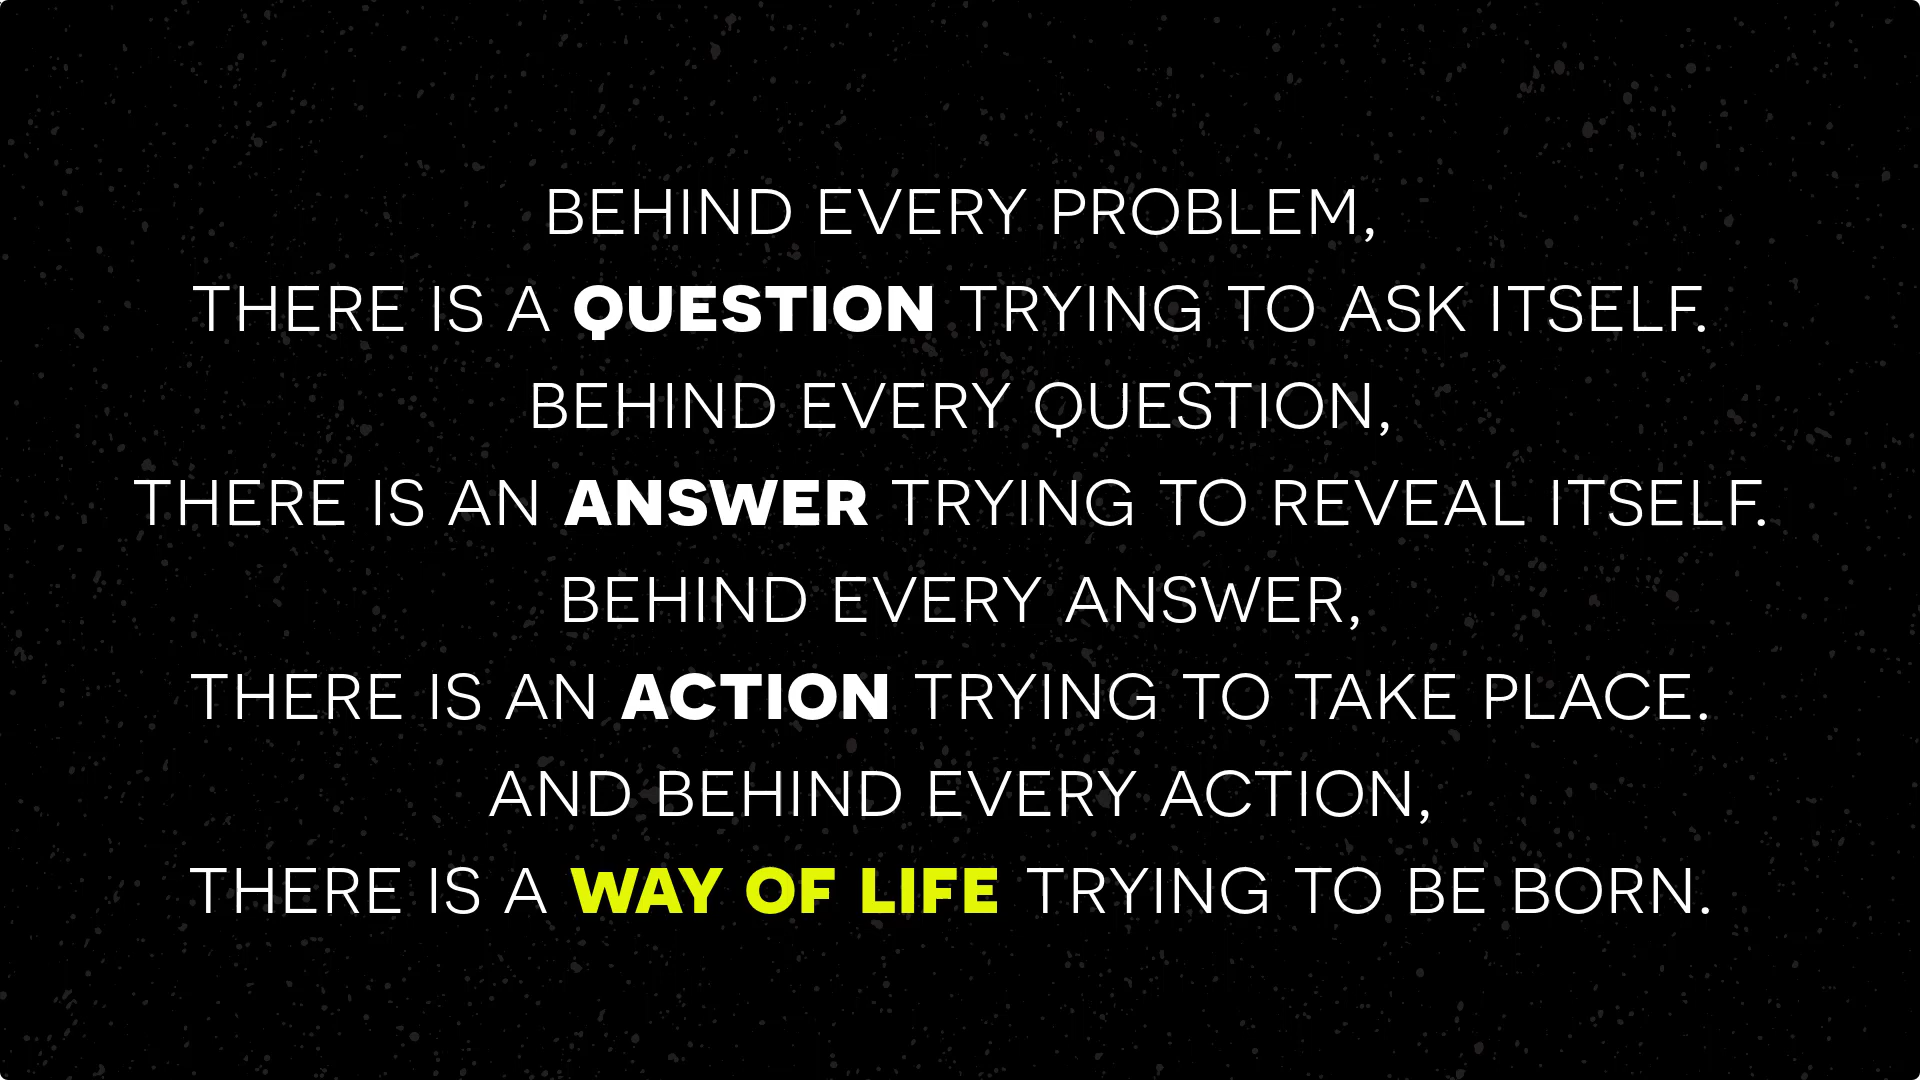 BEHIND EVERY PROBLEM,
THERE IS A QUESTION TRYING TO ASK ITSELF.
BEHIND EVERY QUESTION,
THERE IS AN ANSWER TRYING TO REVEAL ITSELF.
BEHIND EVERY ANSWER,
THERE IS AN ACTION TRYING TO TAKE PLACE.
AND BEHIND EVERY ACTION,
THERE IS A WAY OF LIFE TRYING TO BE BORN.